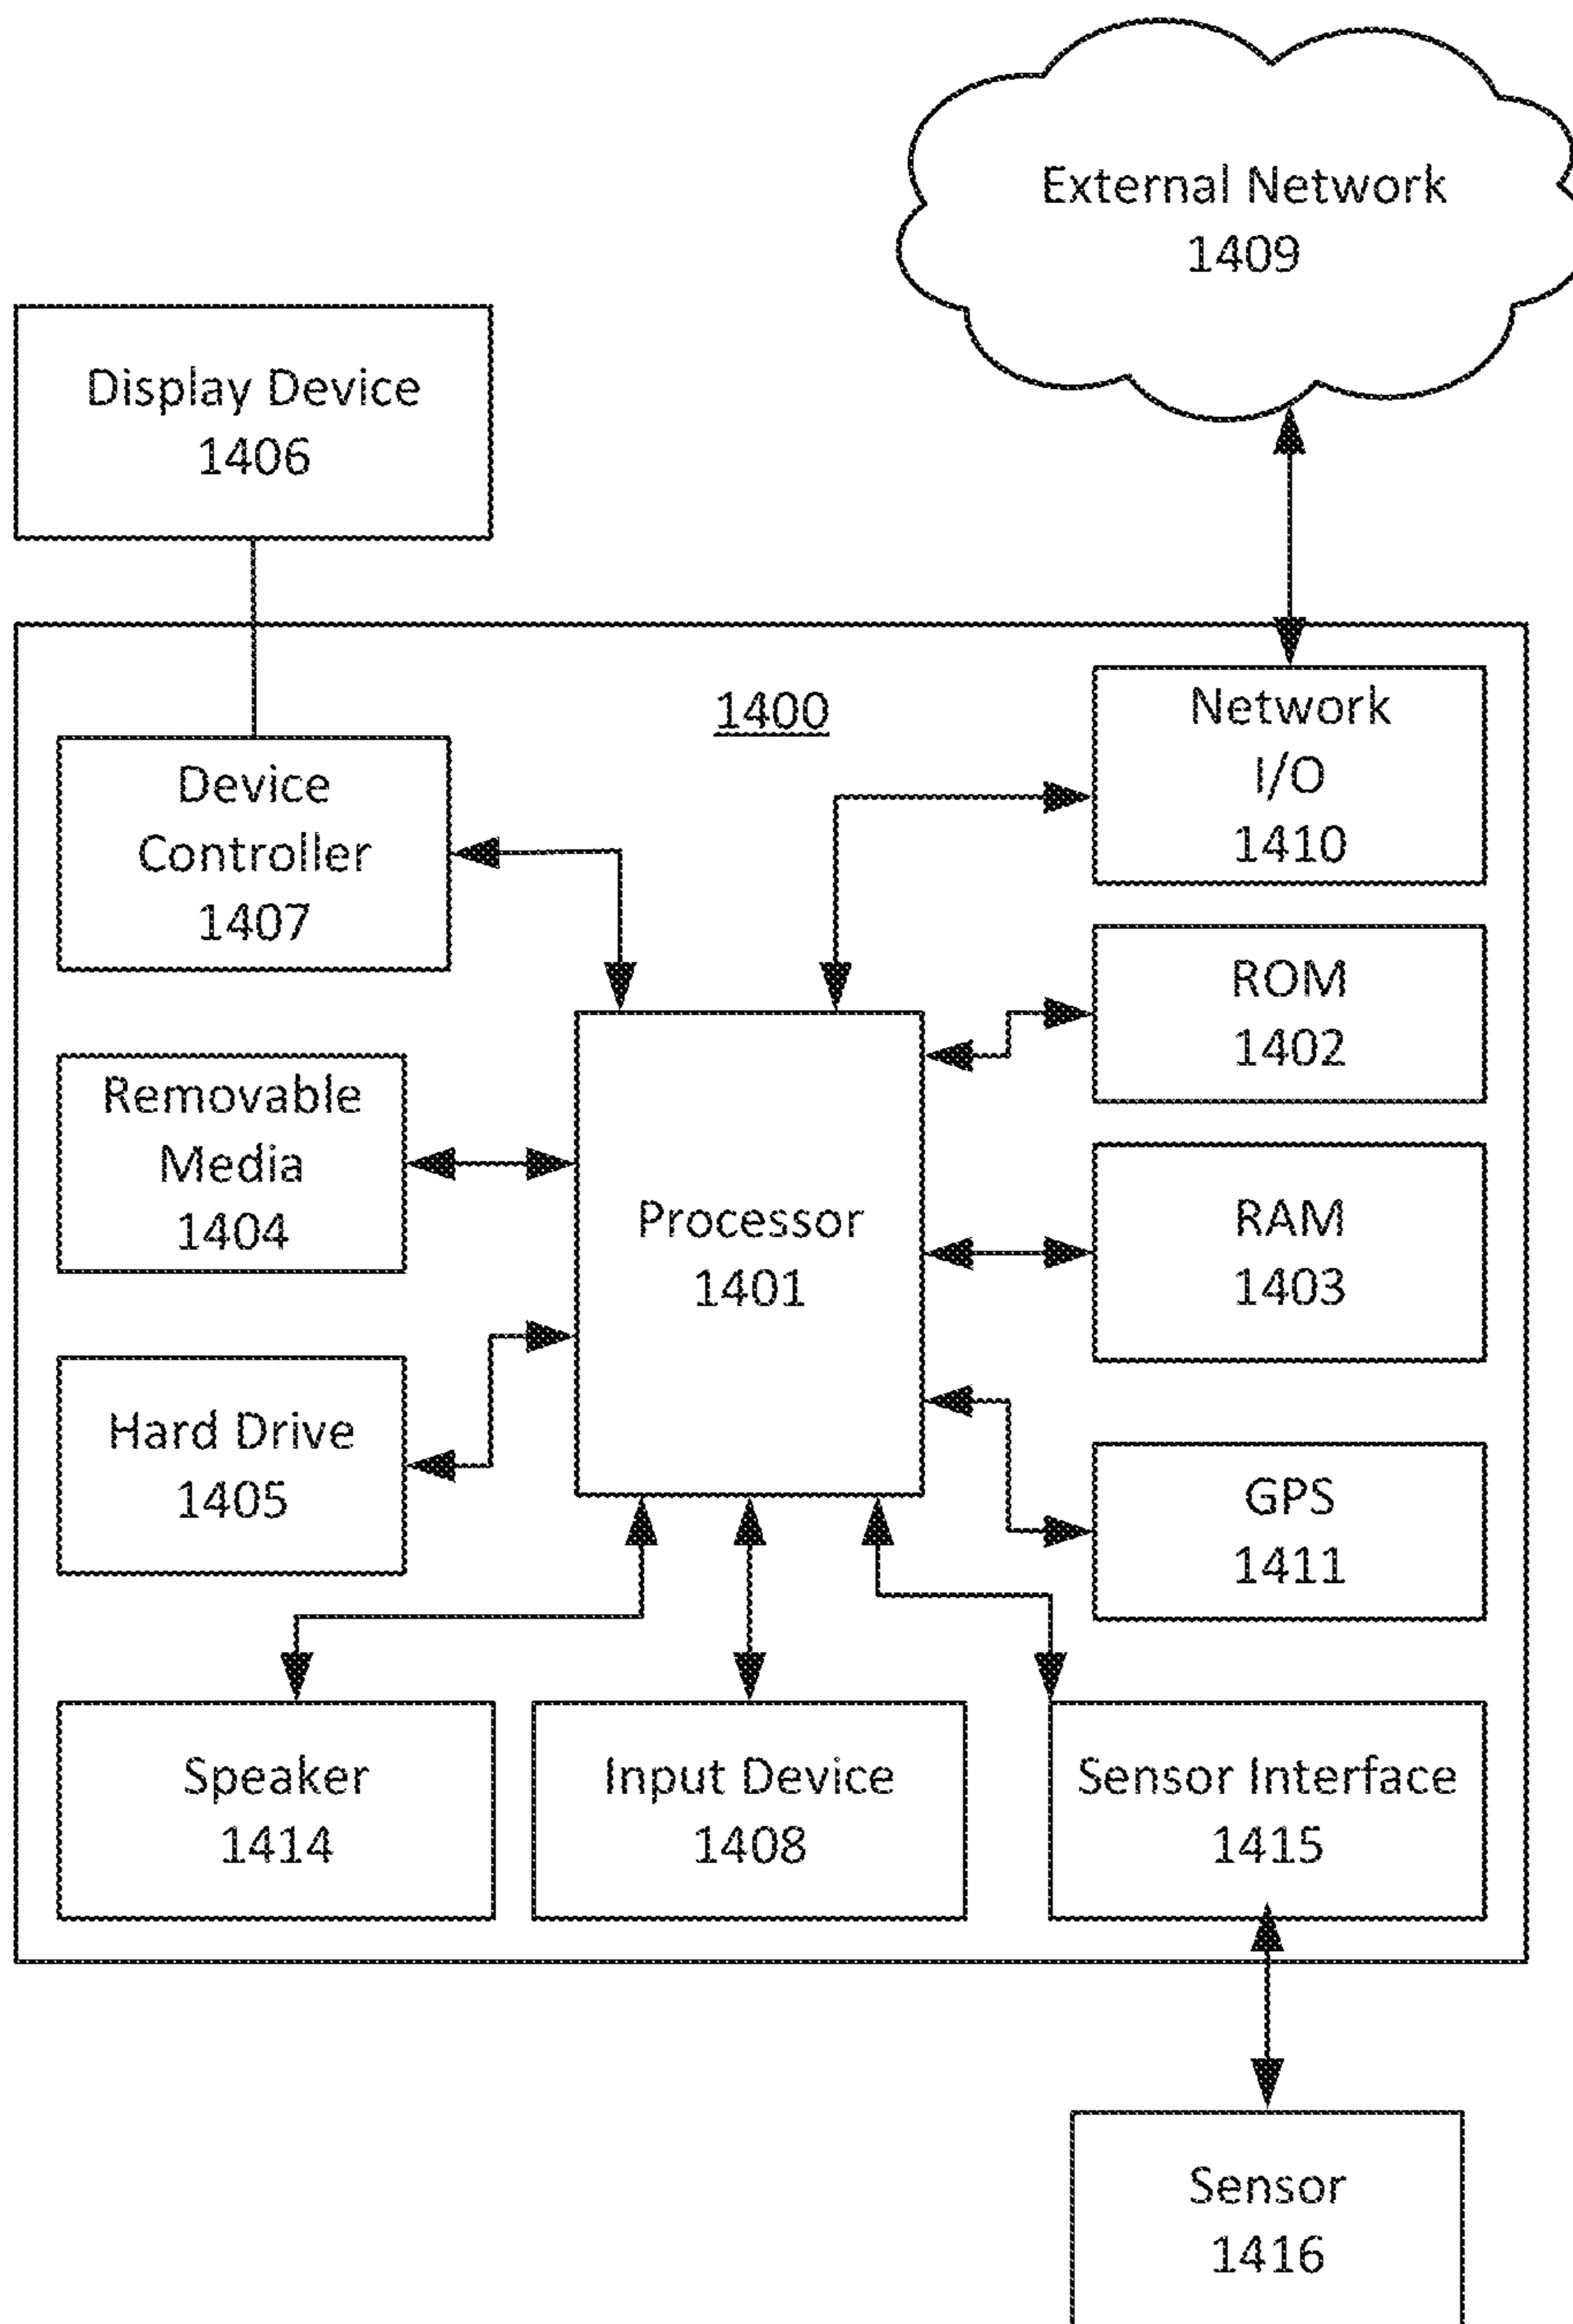 External Network
1409
Display Device
1406
1400
Network
I/O
1410
Device
Controller
1407
ROM
1402
Removable
Media
1404
Processor
1401
RAM
1403
Hard Drive
1405
GPS
1411
Speaker
1414
Input Device
1408
Sensor Interface
1415
Sensor
1416